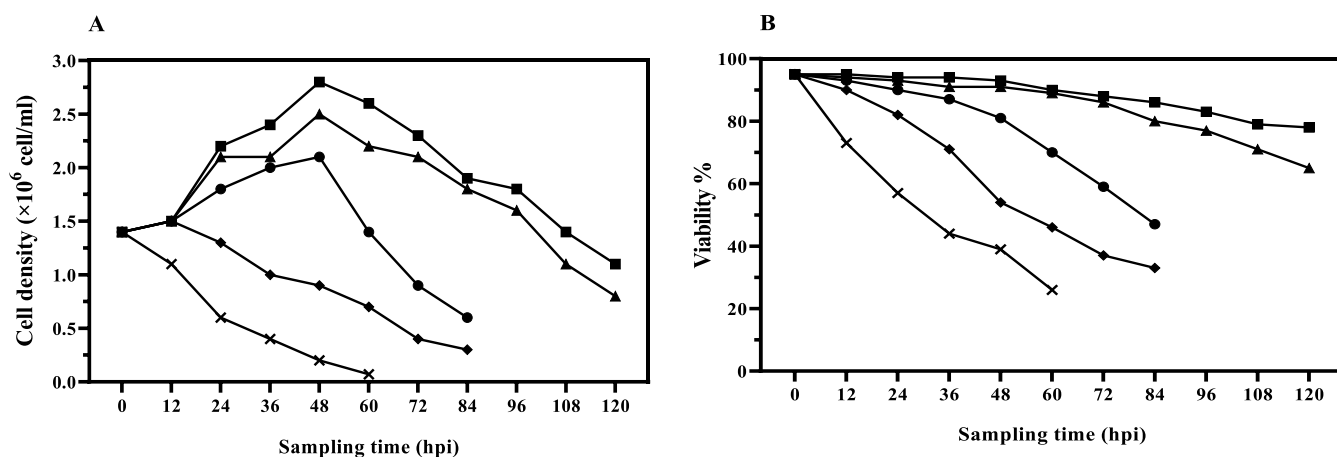 A
Cell density (×10⁶ cell/ml)
3.0
2.5
2.0
1.5
1.0
0.5
0.0
0 12 24 36 48 60 72 84 96 108 120
Sampling time (hpi)
B
Viability %
100
80
60
40
20
0
0 12 24 36 48 60 72 84 96 108 120
Sampling time (hpi)